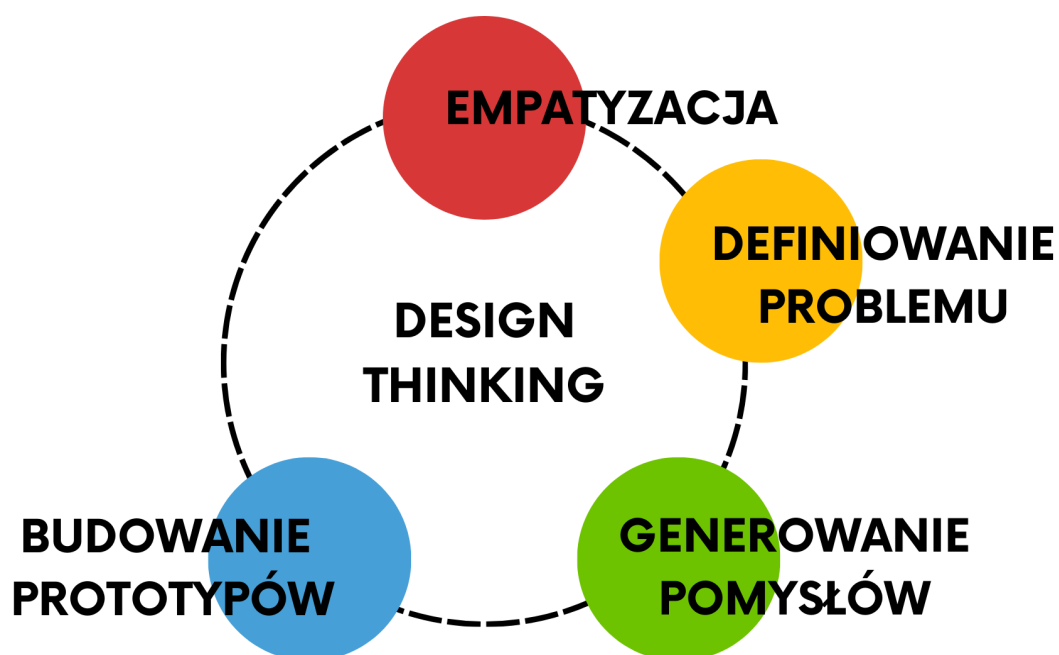 EMPATYZACJA
DEFINIOWANIE
PROBLEMU
DESIGN
THINKING
GENEROWANIE
POMYSŁÓW
BUDOWANIE
PROTOTYPÓW